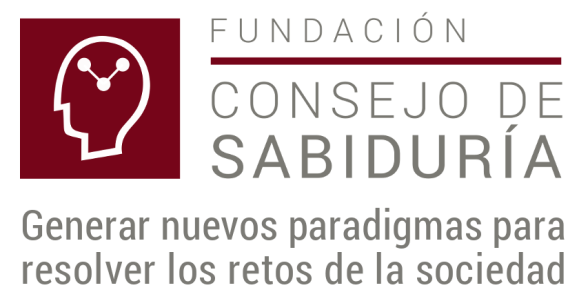 FUNDACIÓN
CONSEJO DE
SABIDURÍA
Generar nuevos paradigmas para
resolver los retos de la sociedad